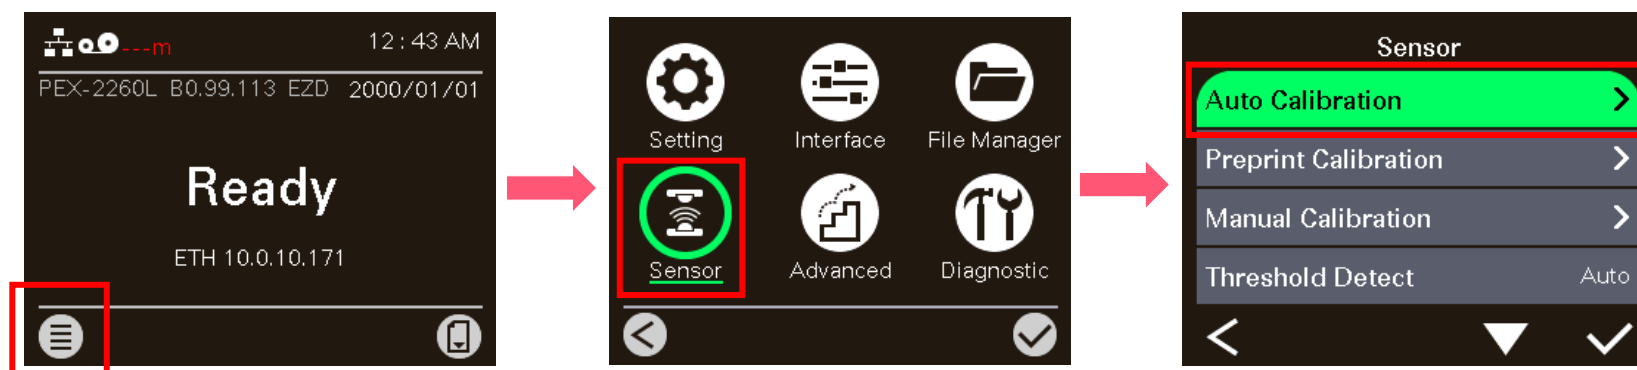 ---m 12:43 AM
PEX-2260L B0.99.113 EZD 2000/01/01
Ready
ETH 10.0.10.171
Setting Interface File Manager
Sensor Advanced Diagnostic
Sensor
Auto Calibration
Preprint Calibration
Manual Calibration
Threshold Detect Auto